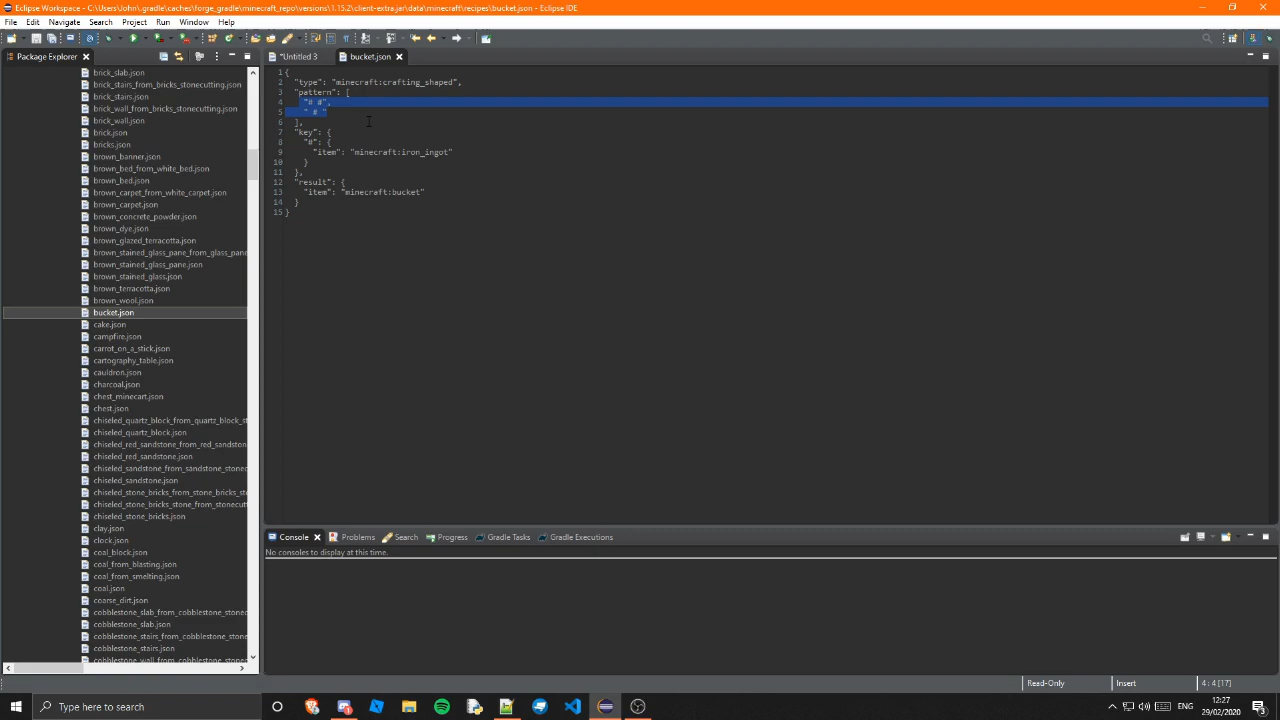 Eclipse Workspace - C:\Users\John\.gradle\caches\forge_gradle\minecraft_repo\versions\1.15.2\client-extra.jar\data\minecraft\recipes\bucket.json - Eclipse IDE
File Edit Navigate Search Project Run Window Help
Package Explorer
*Untitled 3
bucket.json
brick_slab.json
brick_stairs_from_bricks_stonecutting.json
brick_stairs.json
brick_wall_from_bricks_stonecutting.json
brick_wall.json
brick.json
bricks.json
brown_banner.json
brown_bed_from_white_bed.json
brown_bed.json
brown_carpet_from_white_carpet.json
brown_carpet.json
brown_concrete_powder.json
brown_dye.json
brown_glazed_terracotta.json
brown_stained_glass_pane_from_glass_pane
brown_stained_glass_pane.json
brown_stained_glass.json
brown_terracotta.json
brown_wool.json
bucket.json
cake.json
campfire.json
carrot_on_a_stick.json
cartography_table.json
cauldron.json
charcoal.json
chest_minecart.json
chest.json
chiseled_quartz_block_from_quartz_block_st
chiseled_quartz_block.json
chiseled_red_sandstone_from_red_sandston
chiseled_red_sandstone.json
chiseled_sandstone_from_sandstone_stonec
chiseled_sandstone.json
chiseled_stone_bricks_from_stone_bricks_sto
chiseled_stone_bricks_stone_from_stonecutt
chiseled_stone_bricks.json
clay.json
clock.json
coal_block.json
coal_from_blasting.json
coal_from_smelting.json
coal.json
coarse_dirt.json
cobblestone_slab_from_cobblestone_stonec
cobblestone_slab.json
cobblestone_stairs_from_cobblestone_stone
cobblestone_stairs.json
cobblestone_wall_from_cobblestone_stonec
1 {
2 "type": "minecraft:crafting_shaped",
3 "pattern": [
4 "# #",
5 " # "
6 ],
7 "key": {
8 "#": {
9 "item": "minecraft:iron_ingot"
10 }
11 },
12 "result": {
13 "item": "minecraft:bucket"
14 }
15 }
Console Problems Search Progress Gradle Tasks Gradle Executions
No consoles to display at this time.
Read-Only Insert 4 : 4 [17]
Type here to search
ENG
12:27
29/02/2020